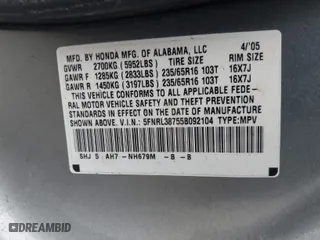 MFD. BY HONDA MFG. OF ALABAMA, LLC 4/'05
GVWR 2700KG (5952LBS) TIRE SIZE RIM SIZE
GAWR F 1285KG (2833LBS) 235/65R16 103T 16X7J
GAWR R 1450KG (3197LBS) 235/65R16 103T 16X7J
THIS VEHICLE CONFORMS TO ALL APPLICABLE FEDE-
RAL MOTOR VEHICLE SAFETY AND THEFT PREVENTION
STANDARDS IN EFFECT ON THE DATE OF MANUFACTURE
SHOWN ABOVE. V.I.N.: 5FNRL38755B092104 TYPE:MPV
SHJ 5 AH7 -NH679M -B -B
DREAMBID.COM